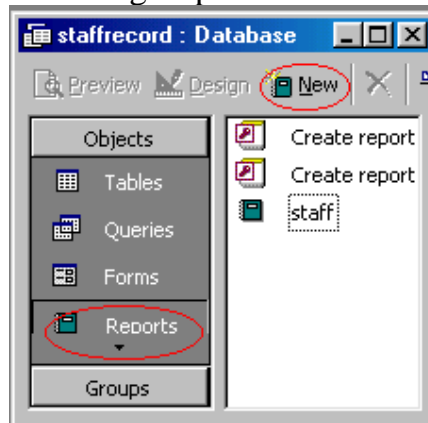 staffrecord : Database
Preview Design New
Objects
Tables
Queries
Forms
Reports
Groups
Create report
Create report
staff